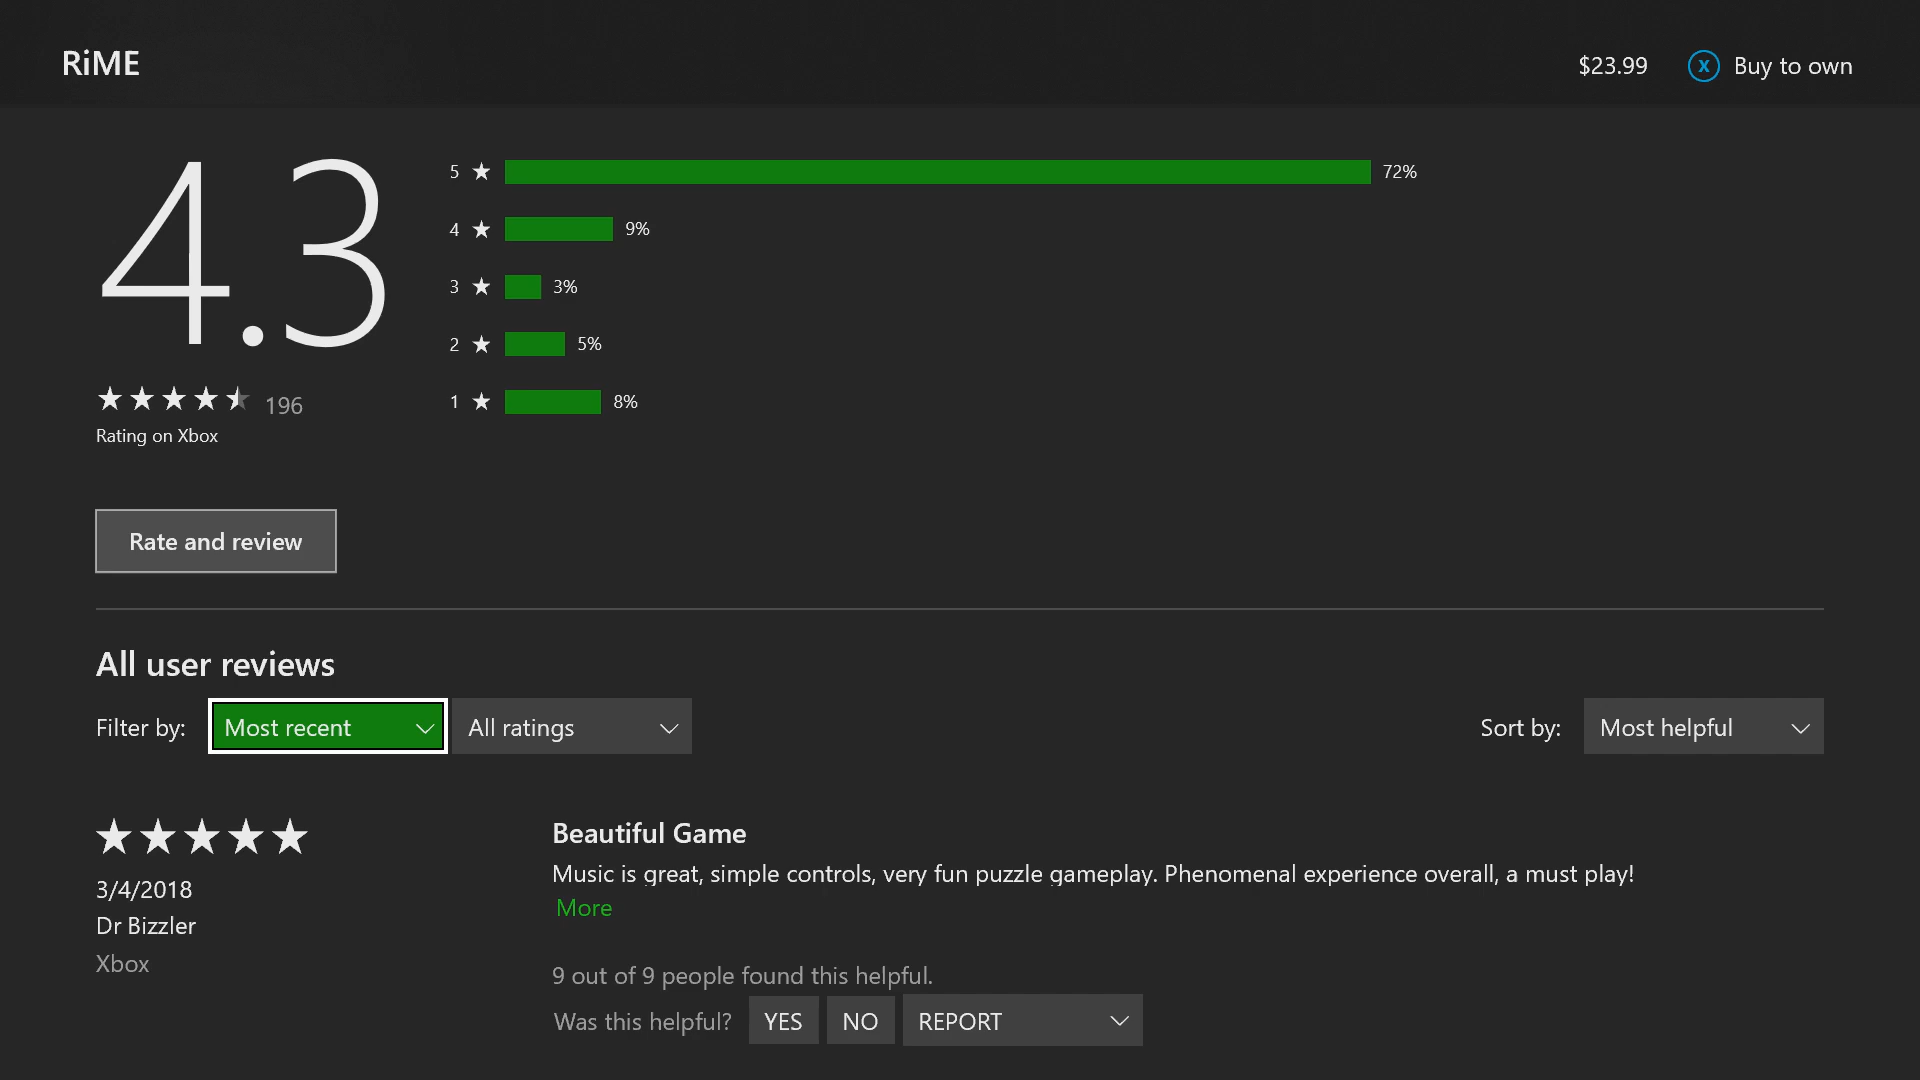 RiME
$23.99 X Buy to own
4.3
5 ★ 72%
4 ★ 9%
3 ★ 3%
2 ★ 5%
1 ★ 8%
196
Rating on Xbox
Rate and review
All user reviews
Filter by: Most recent All ratings Sort by: Most helpful
3/4/2018
Dr Bizzler
Xbox
Beautiful Game
Music is great, simple controls, very fun puzzle gameplay. Phenomenal experience overall, a must play!
More
9 out of 9 people found this helpful.
Was this helpful? YES NO REPORT